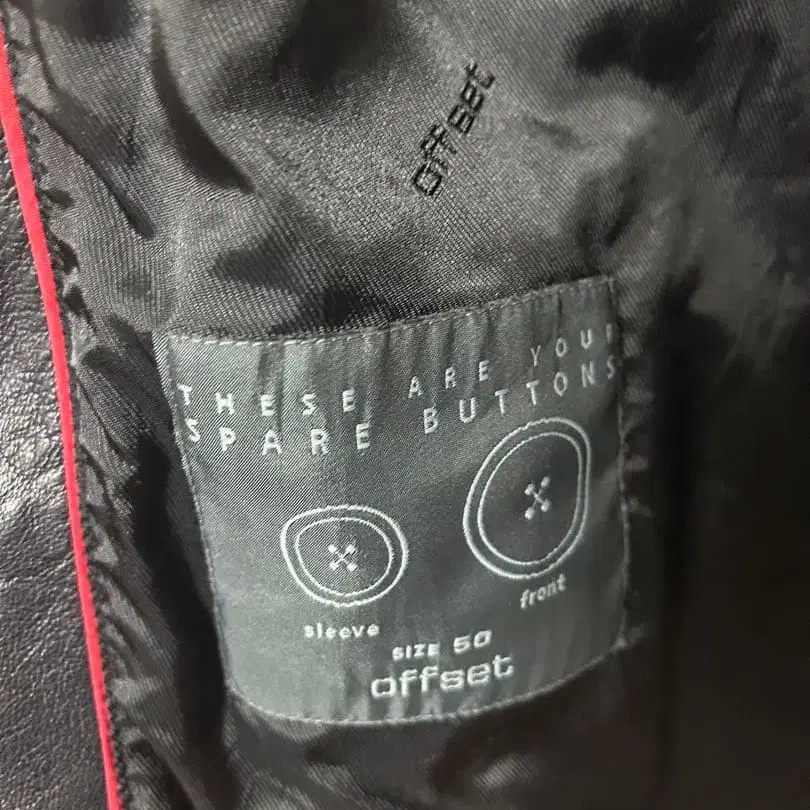 offset
THESE ARE YOUR
SPARE BUTTONS
sleeve
front
SIZE 50
offset